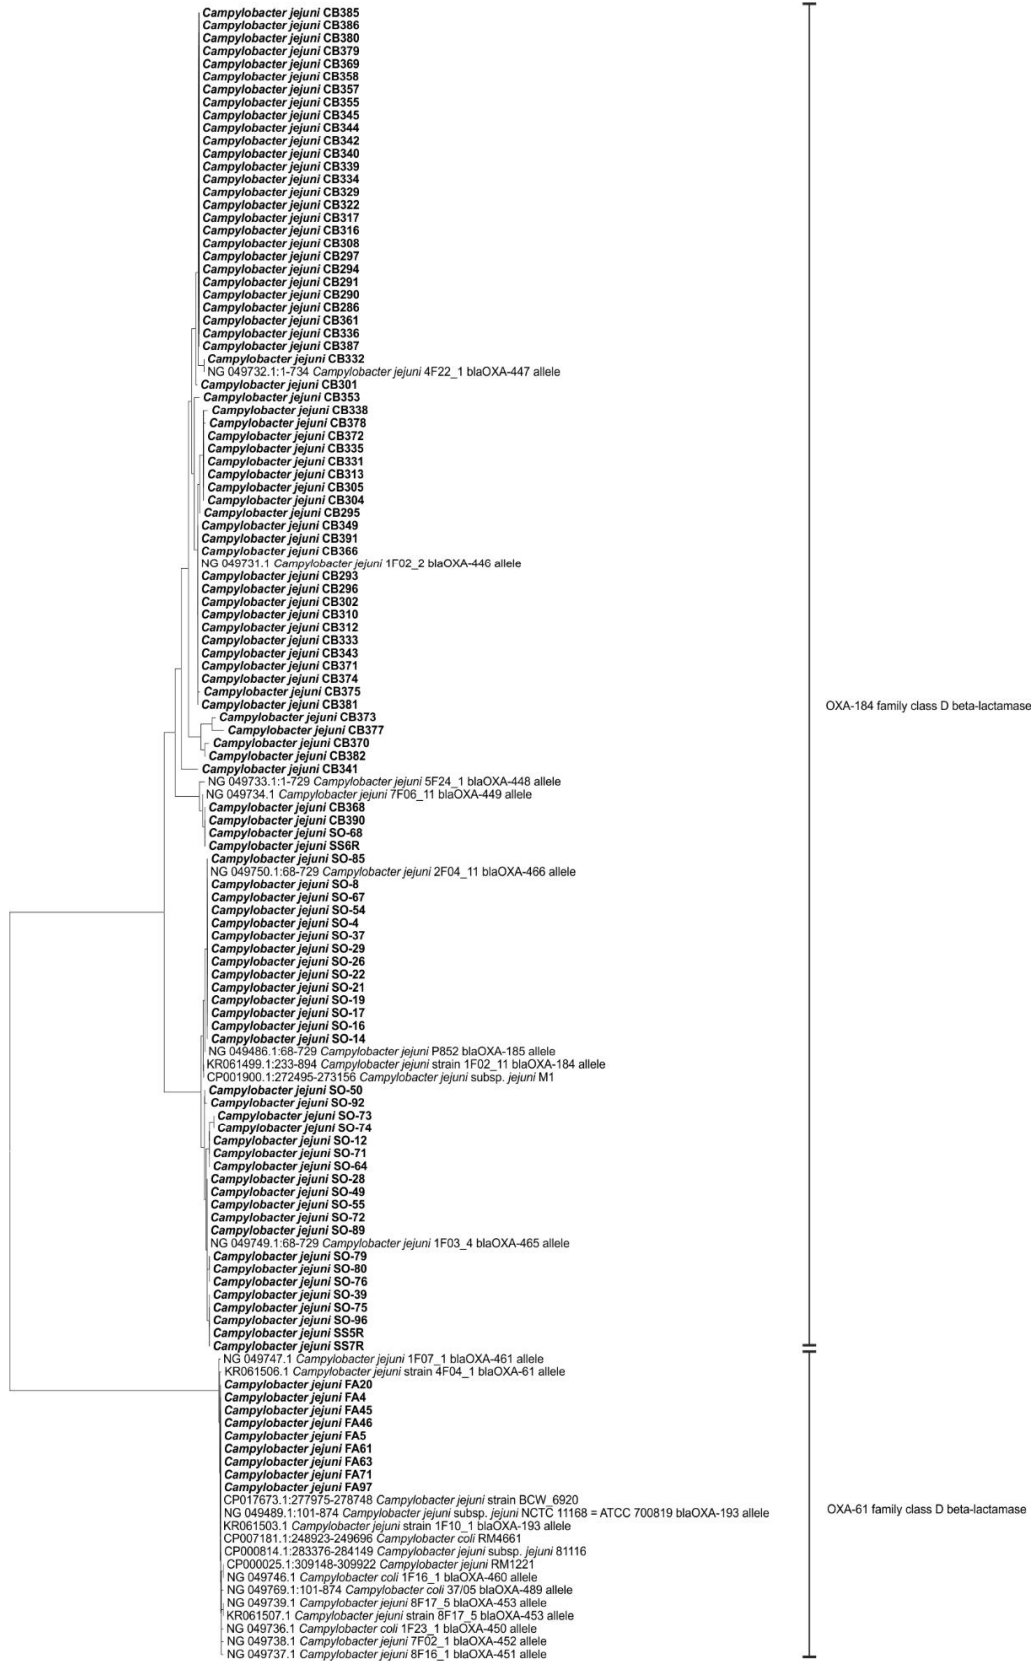 Campylobacter jejuni CB385
Campylobacter jejuni CB386
Campylobacter jejuni CB380
Campylobacter jejuni CB379
Campylobacter jejuni CB369
Campylobacter jejuni CB358
Campylobacter jejuni CB357
Campylobacter jejuni CB355
Campylobacter jejuni CB345
Campylobacter jejuni CB344
Campylobacter jejuni CB342
Campylobacter jejuni CB340
Campylobacter jejuni CB339
Campylobacter jejuni CB334
Campylobacter jejuni CB329
Campylobacter jejuni CB322
Campylobacter jejuni CB317
Campylobacter jejuni CB316
Campylobacter jejuni CB308
Campylobacter jejuni CB297
Campylobacter jejuni CB294
Campylobacter jejuni CB291
Campylobacter jejuni CB290
Campylobacter jejuni CB286
Campylobacter jejuni CB361
Campylobacter jejuni CB336
Campylobacter jejuni CB387
Campylobacter jejuni CB332
NG 049732.1:1-734 Campylobacter jejuni 4F22_1 blaOXA-447 allele
Campylobacter jejuni CB301
Campylobacter jejuni CB353
Campylobacter jejuni CB338
Campylobacter jejuni CB378
Campylobacter jejuni CB372
Campylobacter jejuni CB335
Campylobacter jejuni CB331
Campylobacter jejuni CB313
Campylobacter jejuni CB305
Campylobacter jejuni CB304
Campylobacter jejuni CB295
Campylobacter jejuni CB349
Campylobacter jejuni CB391
Campylobacter jejuni CB366
NG 049731.1 Campylobacter jejuni 1F02_2 blaOXA-446 allele
Campylobacter jejuni CB293
Campylobacter jejuni CB296
Campylobacter jejuni CB302
Campylobacter jejuni CB310
Campylobacter jejuni CB312
Campylobacter jejuni CB333
Campylobacter jejuni CB343
Campylobacter jejuni CB371
Campylobacter jejuni CB374
Campylobacter jejuni CB375
Campylobacter jejuni CB381
OXA-184 family class D beta-lactamase
Campylobacter jejuni CB373
Campylobacter jejuni CB377
Campylobacter jejuni CB370
Campylobacter jejuni CB382
Campylobacter jejuni CB341
NG 049733.1:1-729 Campylobacter jejuni 5F24_1 blaOXA-448 allele
NG 049734.1 Campylobacter jejuni 7F06_11 blaOXA-449 allele
Campylobacter jejuni CB368
Campylobacter jejuni CB390
Campylobacter jejuni SO-68
Campylobacter jejuni SS6R
Campylobacter jejuni SO-85
NG 049750.1:68-729 Campylobacter jejuni 2F04_11 blaOXA-466 allele
Campylobacter jejuni SO-8
Campylobacter jejuni SO-67
Campylobacter jejuni SO-54
Campylobacter jejuni SO-4
Campylobacter jejuni SO-37
Campylobacter jejuni SO-29
Campylobacter jejuni SO-26
Campylobacter jejuni SO-22
Campylobacter jejuni SO-21
Campylobacter jejuni SO-19
Campylobacter jejuni SO-17
Campylobacter jejuni SO-16
Campylobacter jejuni SO-14
NG 049486.1:68-729 Campylobacter jejuni P852 blaOXA-185 allele
KR061499.1:233-894 Campylobacter jejuni strain 1F02_11 blaOXA-184 allele
CP001900.1:272495-273156 Campylobacter jejuni subsp. jejuni M1
Campylobacter jejuni SO-50
Campylobacter jejuni SO-92
Campylobacter jejuni SO-73
Campylobacter jejuni SO-74
Campylobacter jejuni SO-12
Campylobacter jejuni SO-71
Campylobacter jejuni SO-64
Campylobacter jejuni SO-28
Campylobacter jejuni SO-49
Campylobacter jejuni SO-55
Campylobacter jejuni SO-72
Campylobacter jejuni SO-89
NG 049749.1:68-729 Campylobacter jejuni 1F03_4 blaOXA-465 allele
Campylobacter jejuni SO-79
Campylobacter jejuni SO-80
Campylobacter jejuni SO-76
Campylobacter jejuni SO-39
Campylobacter jejuni SO-75
Campylobacter jejuni SO-96
Campylobacter jejuni SS5R
Campylobacter jejuni SS7R
NG 049747.1 Campylobacter jejuni 1F07_1 blaOXA-461 allele
KR061506.1 Campylobacter jejuni strain 4F04_1 blaOXA-61 allele
Campylobacter jejuni FA20
Campylobacter jejuni FA4
Campylobacter jejuni FA45
Campylobacter jejuni FA46
Campylobacter jejuni FA5
Campylobacter jejuni FA61
Campylobacter jejuni FA63
Campylobacter jejuni FA71
Campylobacter jejuni FA97
CP017673.1:277975-278748 Campylobacter jejuni strain BCW_6920
OXA-61 family class D beta-lactamase
NG 049489.1:101-874 Campylobacter jejuni subsp. jejuni NCTC 11168 = ATCC 700819 blaOXA-193 allele
KR061503.1 Campylobacter jejuni strain 1F10_1 blaOXA-193 allele
CP007181.1:248923-249696 Campylobacter coli RM4661
CP000814.1:283376-284149 Campylobacter jejuni subsp. jejuni 81116
CP000025.1:309148-309922 Campylobacter jejuni RM1221
NG 049746.1 Campylobacter coli 1F16_1 blaOXA-460 allele
NG 049769.1:101-874 Campylobacter coli 37/05 blaOXA-489 allele
NG 049739.1 Campylobacter jejuni 8F17_5 blaOXA-453 allele
KR061507.1 Campylobacter jejuni strain 8F17_5 blaOXA-453 allele
NG 049736.1 Campylobacter coli 1F23_1 blaOXA-450 allele
NG 049738.1 Campylobacter jejuni 7F02_1 blaOXA-452 allele
NG 049737.1 Campylobacter jejuni 8F16_1 blaOXA-451 allele